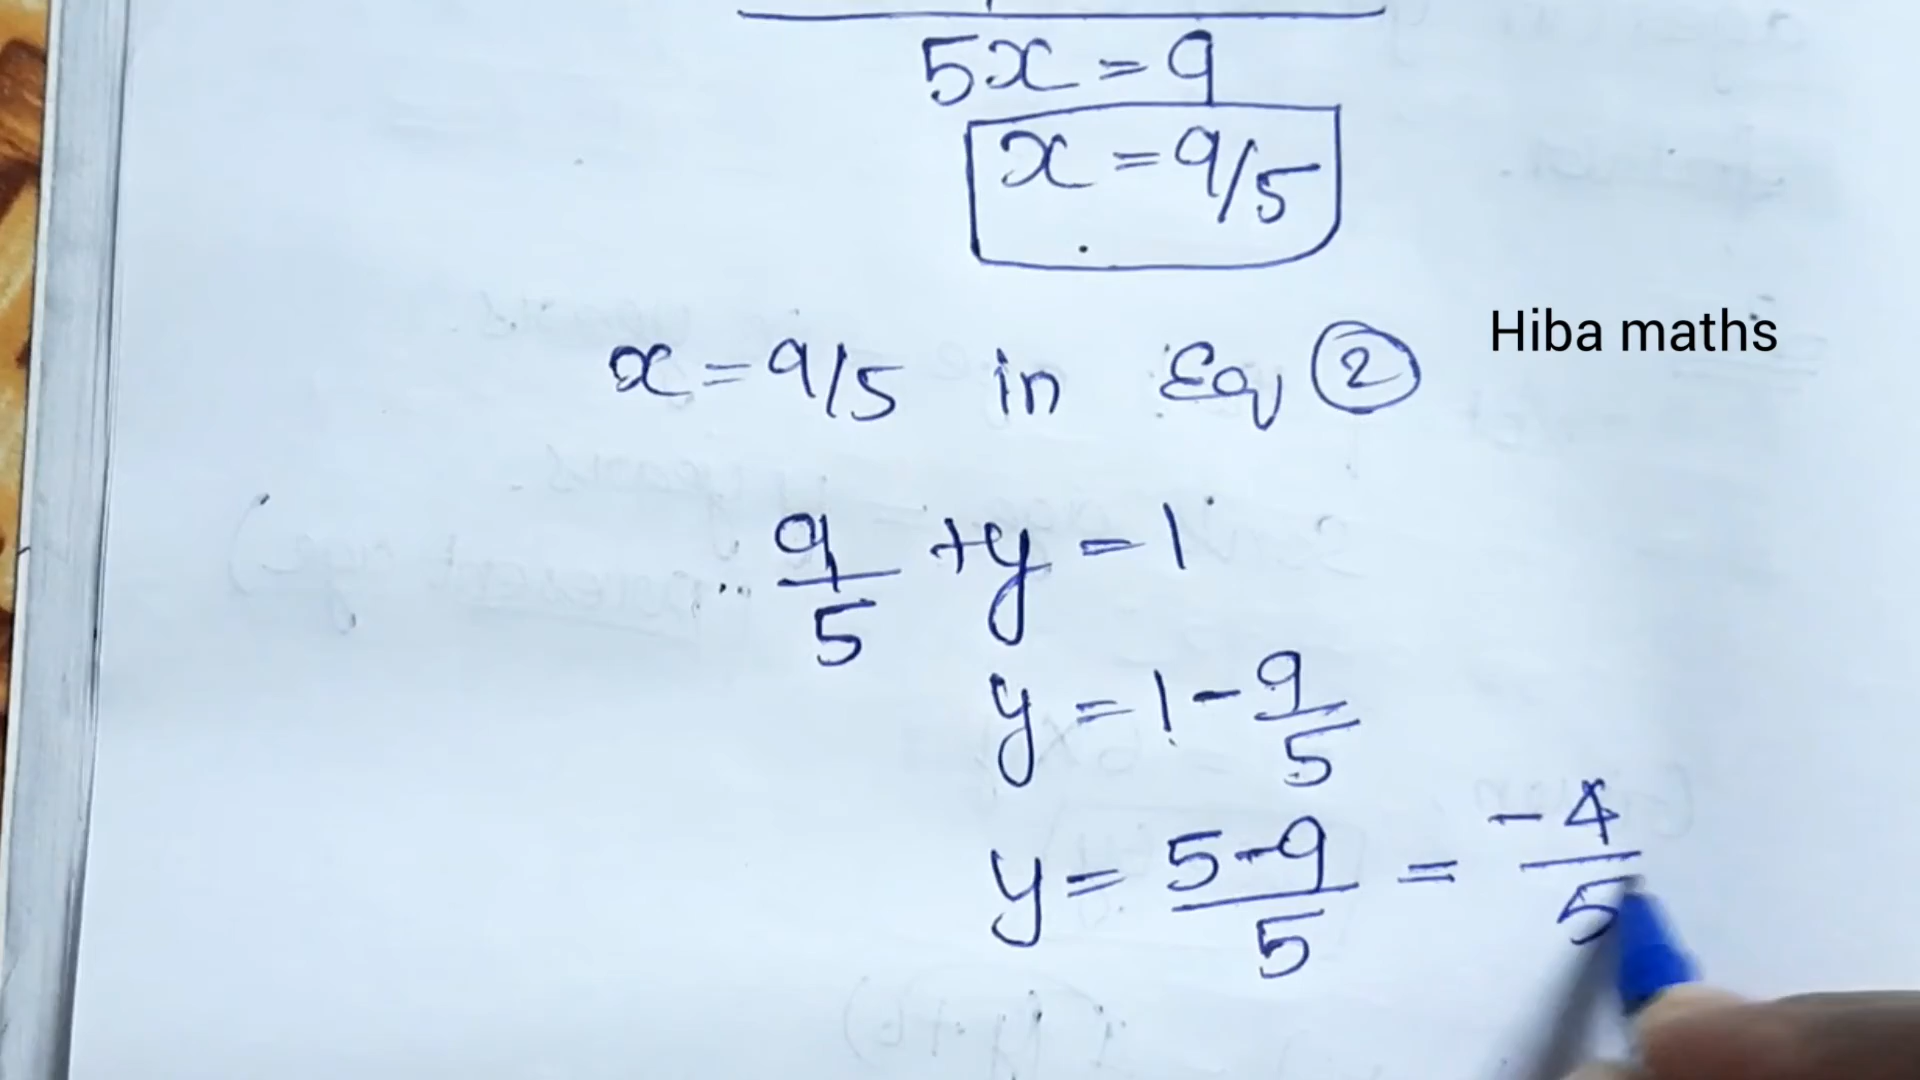 5x = 9
x = 9/5
Hiba maths
x = 9/5 in Eq ②
9/5 + y = 1
y = 1 - 9/5
y = 5-9/5 = -4/5